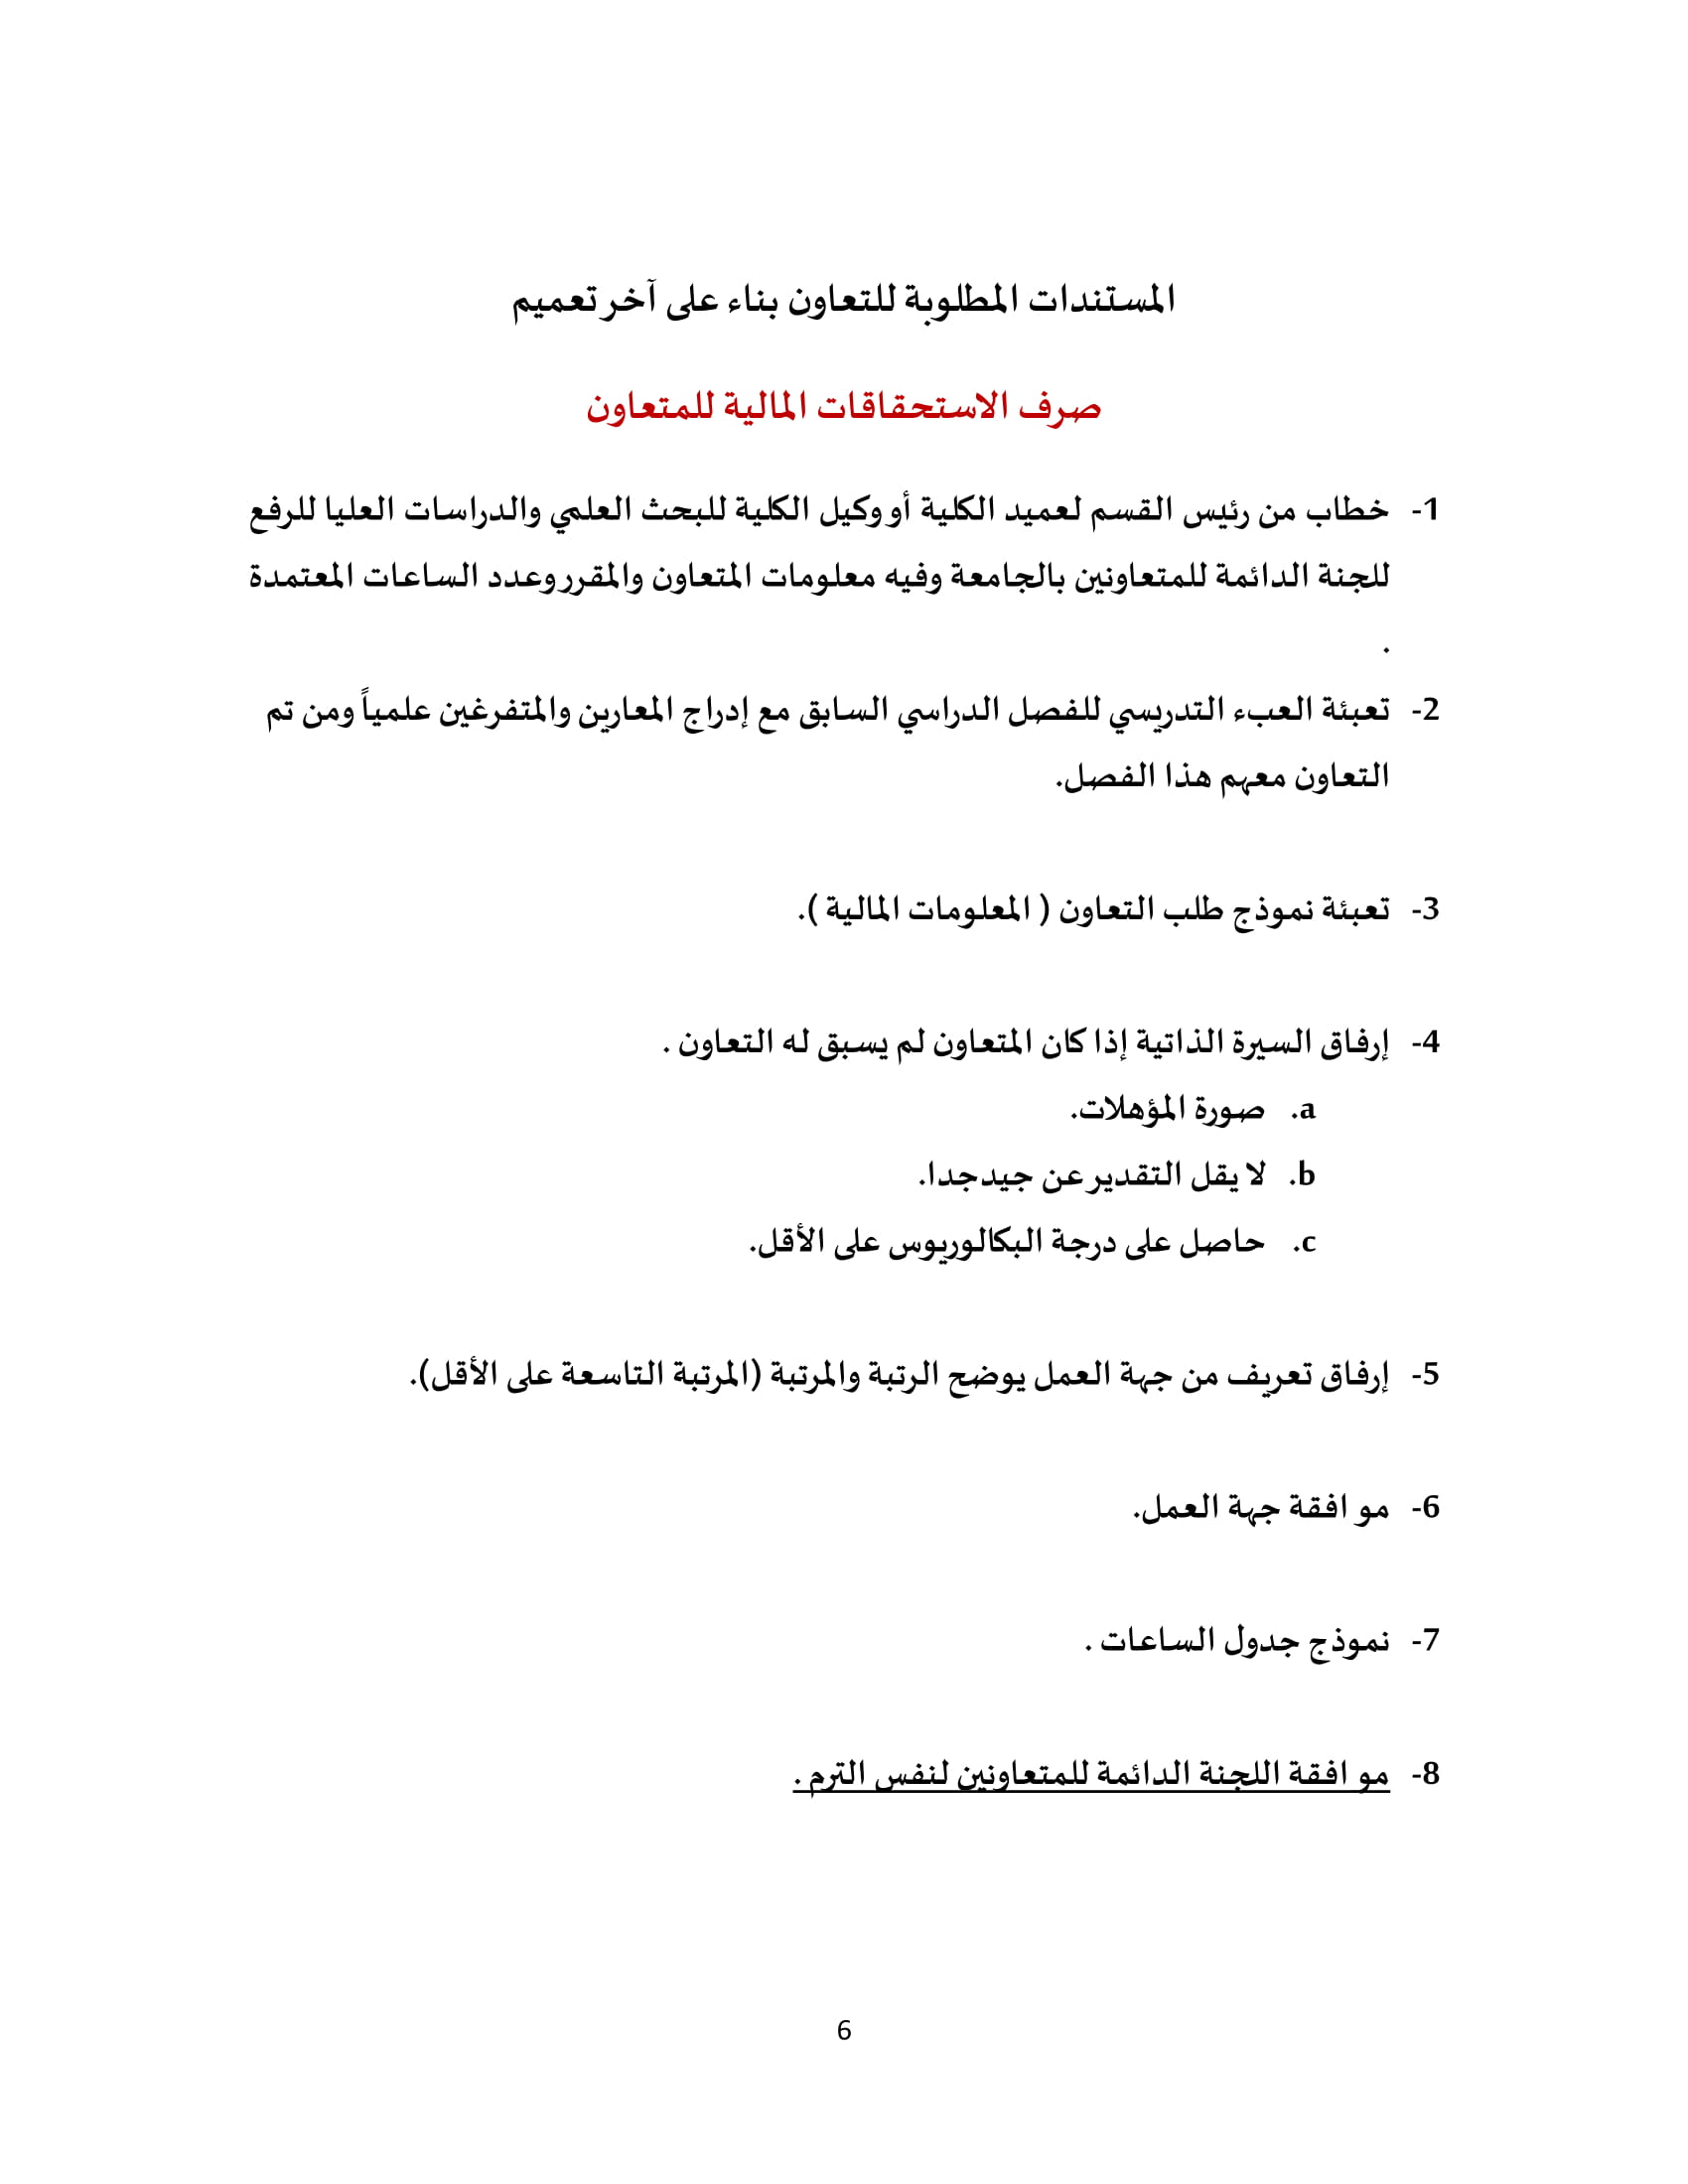 المستندات المطلوبة للتعاون بناء على آخر تعميم
صرف الاستحقاقات المالية للمتعاون
1- خطاب من رئيس القسم لعميد الكلية أو وكيل الكلية للبحث العلمي والدراسات العليا للرفع
للجنة الدائمة للمتعاونين بالجامعة وفيه معلومات المتعاون والمقرر وعدد الساعات المعتمدة
.
2- تعبئة العبء التدريسي للفصل الدراسي السابق مع إدراج المعارين والمتفرغين علمياً ومن تم
التعاون معهم هذا الفصل.
3- تعبئة نموذج طلب التعاون ( المعلومات المالية ).
4- إرفاق السيرة الذاتية إذا كان المتعاون لم يسبق له التعاون .
a. صورة المؤهلات.
b. لا يقل التقدير عن جيد جدا.
c. حاصل على درجة البكالوريوس على الأقل.
5- إرفاق تعريف من جهة العمل يوضح الرتبة والمرتبة (المرتبة التاسعة على الأقل).
6- موافقة جهة العمل.
7- نموذج جدول الساعات .
8- موافقة اللجنة الدائمة للمتعاونين لنفس الترم .
6